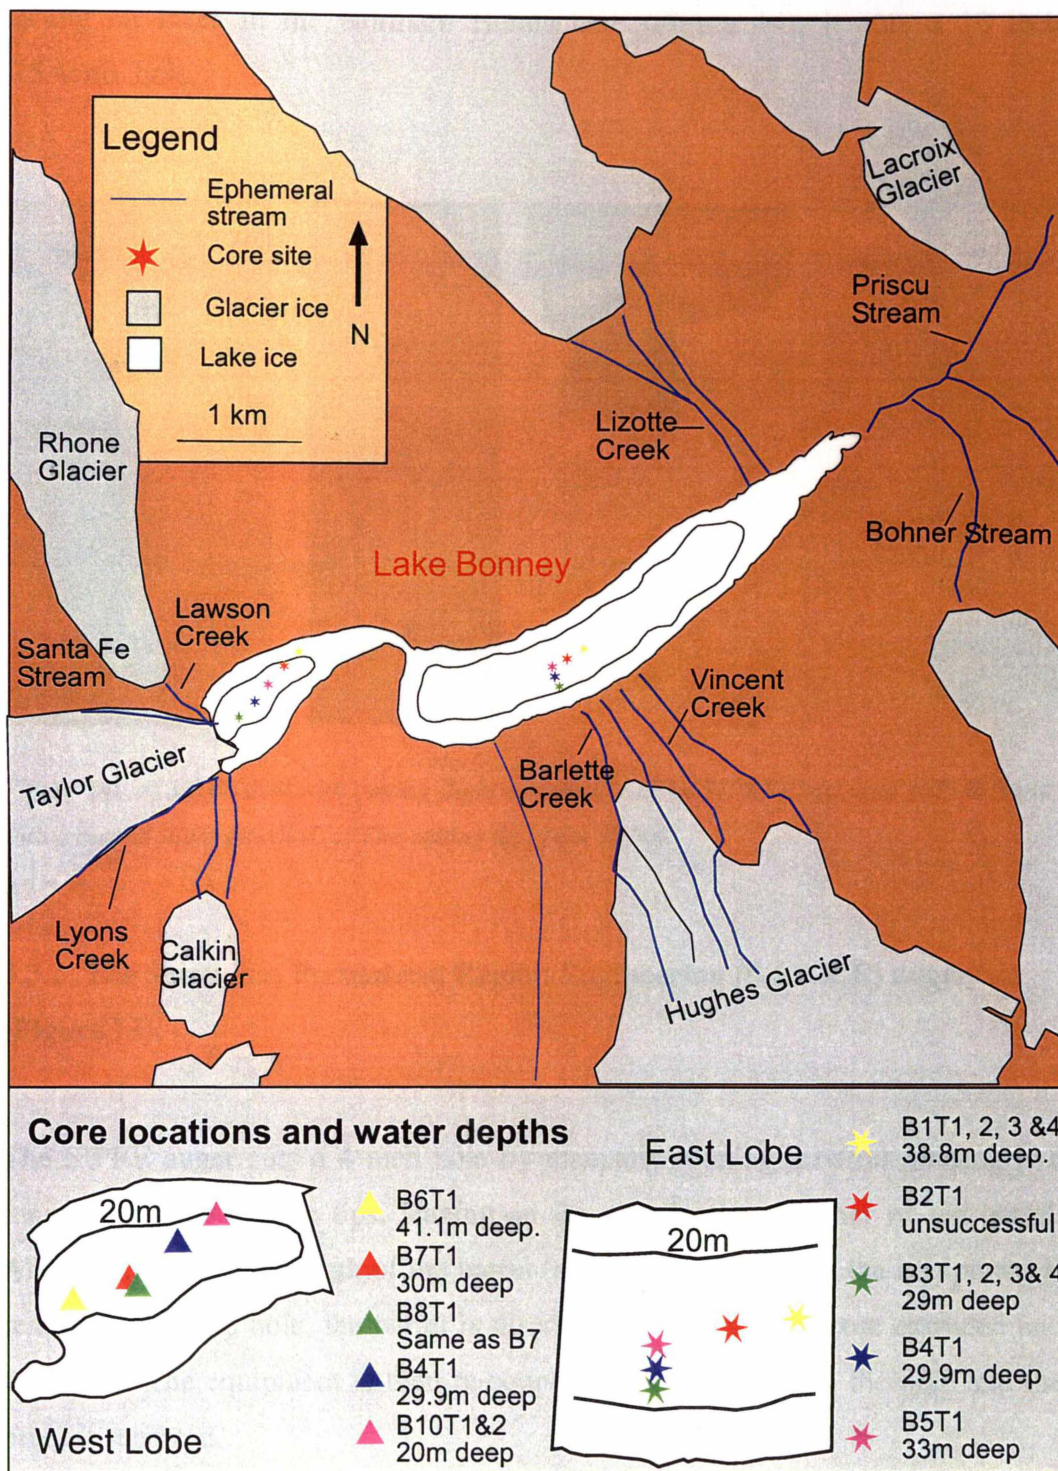 Legend
Ephemeral
stream
Core site
Glacier ice
N
Lake ice
1 km
Lacroix
Glacier
Priscu
Stream
Rhone
Glacier
Lizotte
Creek
Bohner Stream
Lake Bonney
Lawson
Creek
Santa Fe
Stream
Vincent
Creek
Taylor Glacier
Barlette
Creek
Lyons
Creek
Calkin
Glacier
Hughes Glacier
Core locations and water depths
20m
B6T1
41.1m deep.
B7T1
30m deep
B8T1
Same as B7
B4T1
29.9m deep
B10T1&2
20m deep
West Lobe
East Lobe
20m
B1T1, 2, 3 &4
38.8m deep.
B2T1
unsuccessful
B3T1, 2, 3& 4
29m deep
B4T1
29.9m deep
B5T1
33m deep